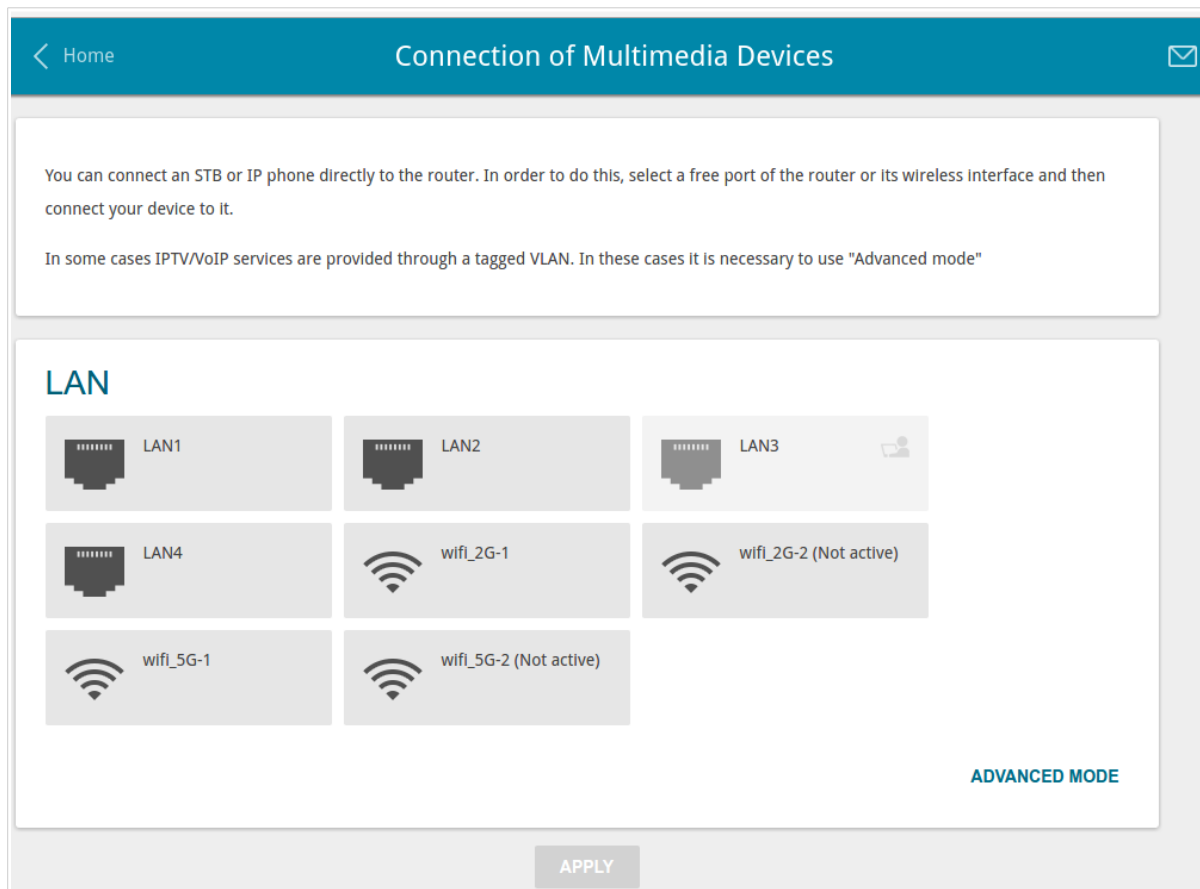 Home
Connection of Multimedia Devices
You can connect an STB or IP phone directly to the router. In order to do this, select a free port of the router or its wireless interface and then
connect your device to it.
In some cases IPTV/VoIP services are provided through a tagged VLAN. In these cases it is necessary to use "Advanced mode"
LAN
LAN1
LAN2
LAN3
LAN4
wifi_2G-1
wifi_2G-2 (Not active)
wifi_5G-1
wifi_5G-2 (Not active)
ADVANCED MODE
APPLY